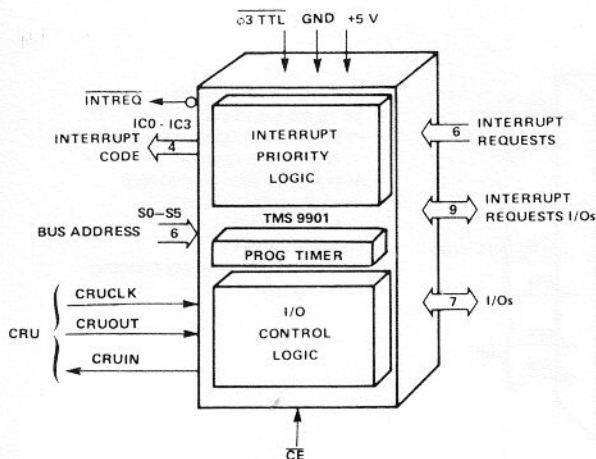 φ3 TTL GND +5 V
INTREQ
IC0 - IC3
INTERRUPT
CODE
4
INTERRUPT
PRIORITY
LOGIC
6
INTERRUPT
REQUESTS
S0–S5
BUS ADDRESS
6
TMS 9901
PROG TIMER
9
INTERRUPT
REQUESTS I/Os
CRU
CRUCLK
CRUOUT
CRUIN
I/O
CONTROL
LOGIC
7
I/Os
CE